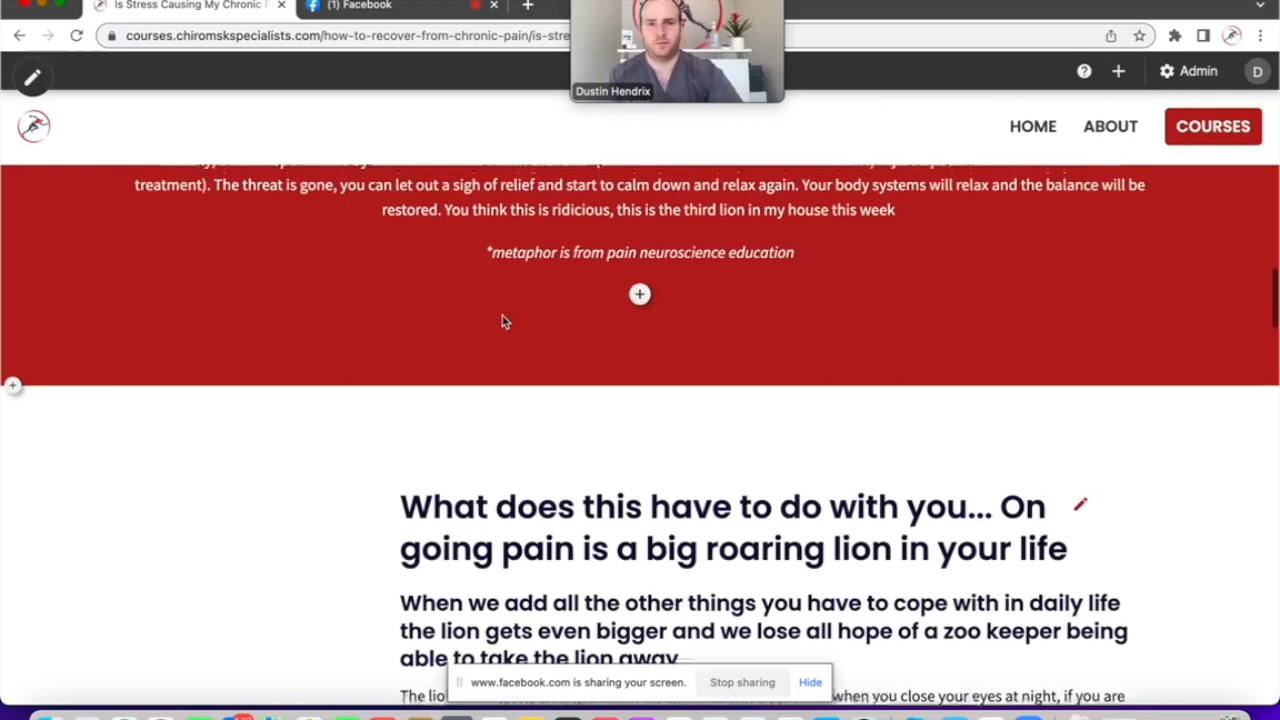 Is Stress Causing My Chronic
(1) Facebook
courses.chiromskspecialists.com/how-to-recover-from-chronic-pain/is-stre
Dustin Hendrix
Admin
D
HOME
ABOUT
COURSES
treatment). The threat is gone, you can let out a sigh of relief and start to calm down and relax again. Your body systems will relax and the balance will be
restored. You think this is ridicious, this is the third lion in my house this week
*metaphor is from pain neuroscience education
What does this have to do with you... On
going pain is a big roaring lion in your life
When we add all the other things you have to cope with in daily life
the lion gets even bigger and we lose all hope of a zoo keeper being
able to take the lion away
www.facebook.com is sharing your screen.
Stop sharing
Hide
The when you close your eyes at night, if you are